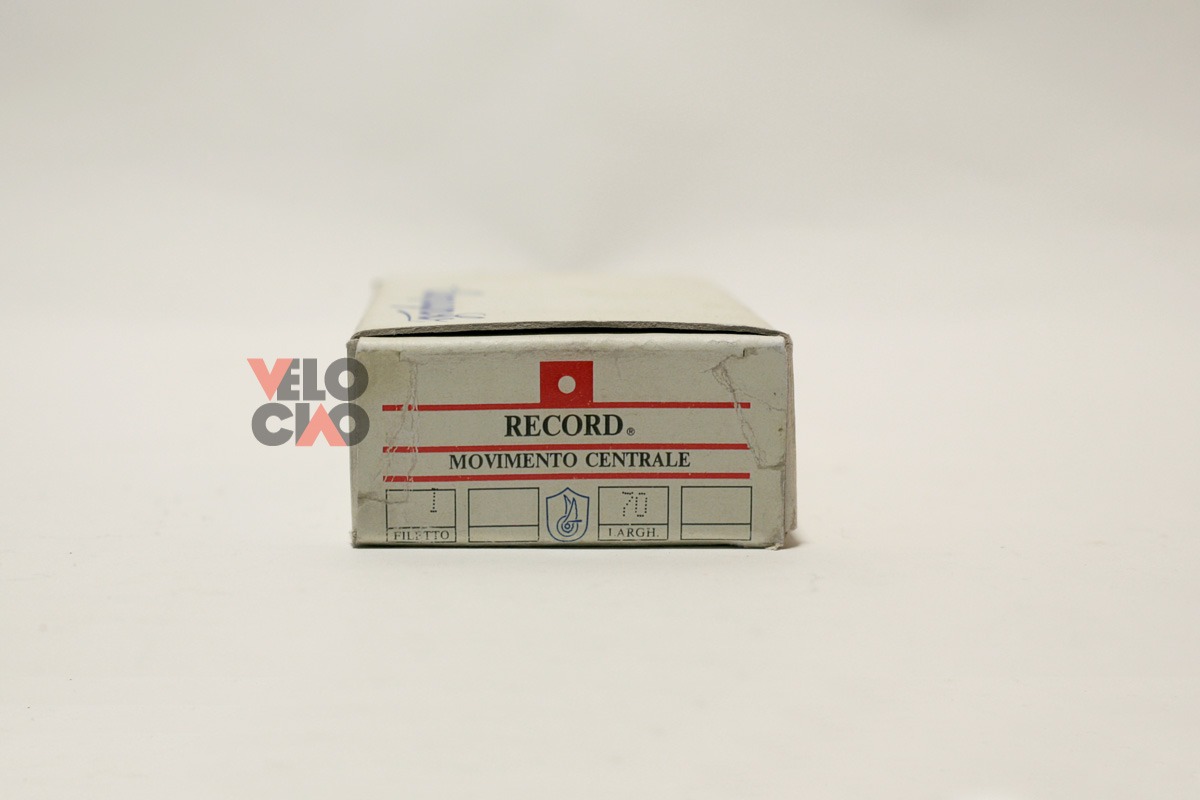 VELO
CIAO
RECORD®
MOVIMENTO CENTRALE
I
70
FILETTO
LARGH.